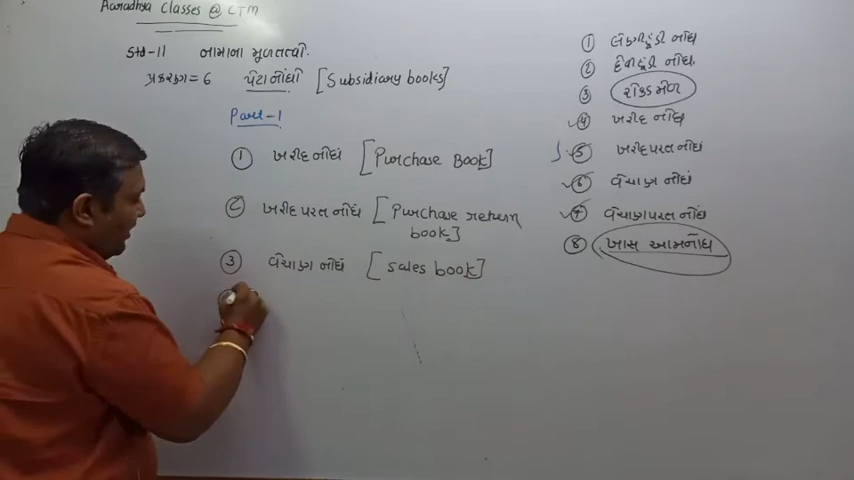 Aaradhya Classes @ CTM
Std-11 નામાના મૂળતત્વો.
પ્રકરણ = 6 પેટાનોંધો [Subsidiary books]
Part-1
① ખરીદનોંધ [Purchase Book]
② ખરીદ પરત નોંધ [Purchase return book]
③ વેચાણ નોંધ [sales book]
① લેણીહૂંડી નોંધ
② દેવીહૂંડી નોંધ
③ રોકડમેળ
④ ખરીદ નોંધ
⑤ ખરીદપરત નોંધ
⑥ વેચાણ નોંધ
⑦ વેચાણપરત નોંધ
⑧ ખાસ આમનોંધ